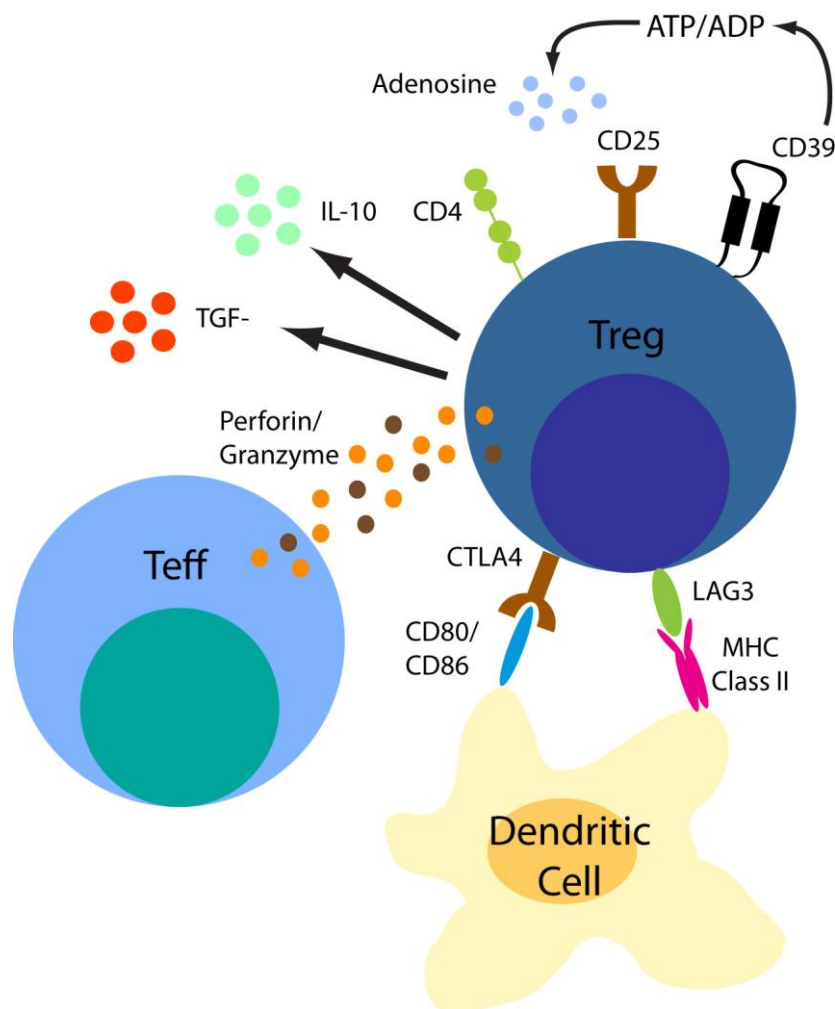 ATP/ADP
Adenosine
CD25
CD39
IL-10
CD4
TGF-
Treg
Perforin/
Granzyme
Teff
CTLA4
LAG3
CD80/
CD86
MHC
Class II
Dendritic
Cell